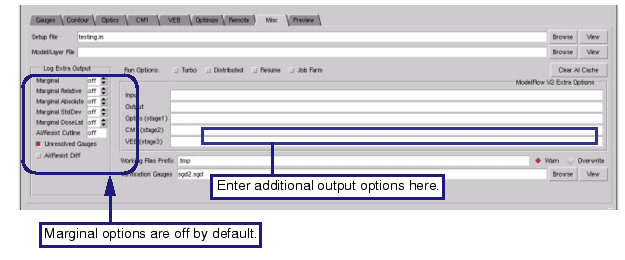 Gauges Contour Optics CM1 VEB Optimize Remote Misc Preview
Setup File testing.in Browse View
Model/Layer File Browse View
Log Extra Output Run Options: Turbo Distributed Resume Job Farm Clear AI Cache
ModelFlow V2 Extra Options
Marginal off
Marginal Relative off
Marginal Absolute off
Marginal StdDev off
Marginal DoseLat off
AI/Resist Cutline off
Unresolved Gauges
AI/Resist Diff
Input
Output
Optics (stage1)
CM1 (stage2)
VEB (stage3)
Working Files Prefix .tmp Warn Overwrite
Gauges sgd2.sgd Browse View
Enter additional output options here.
Marginal options are off by default.